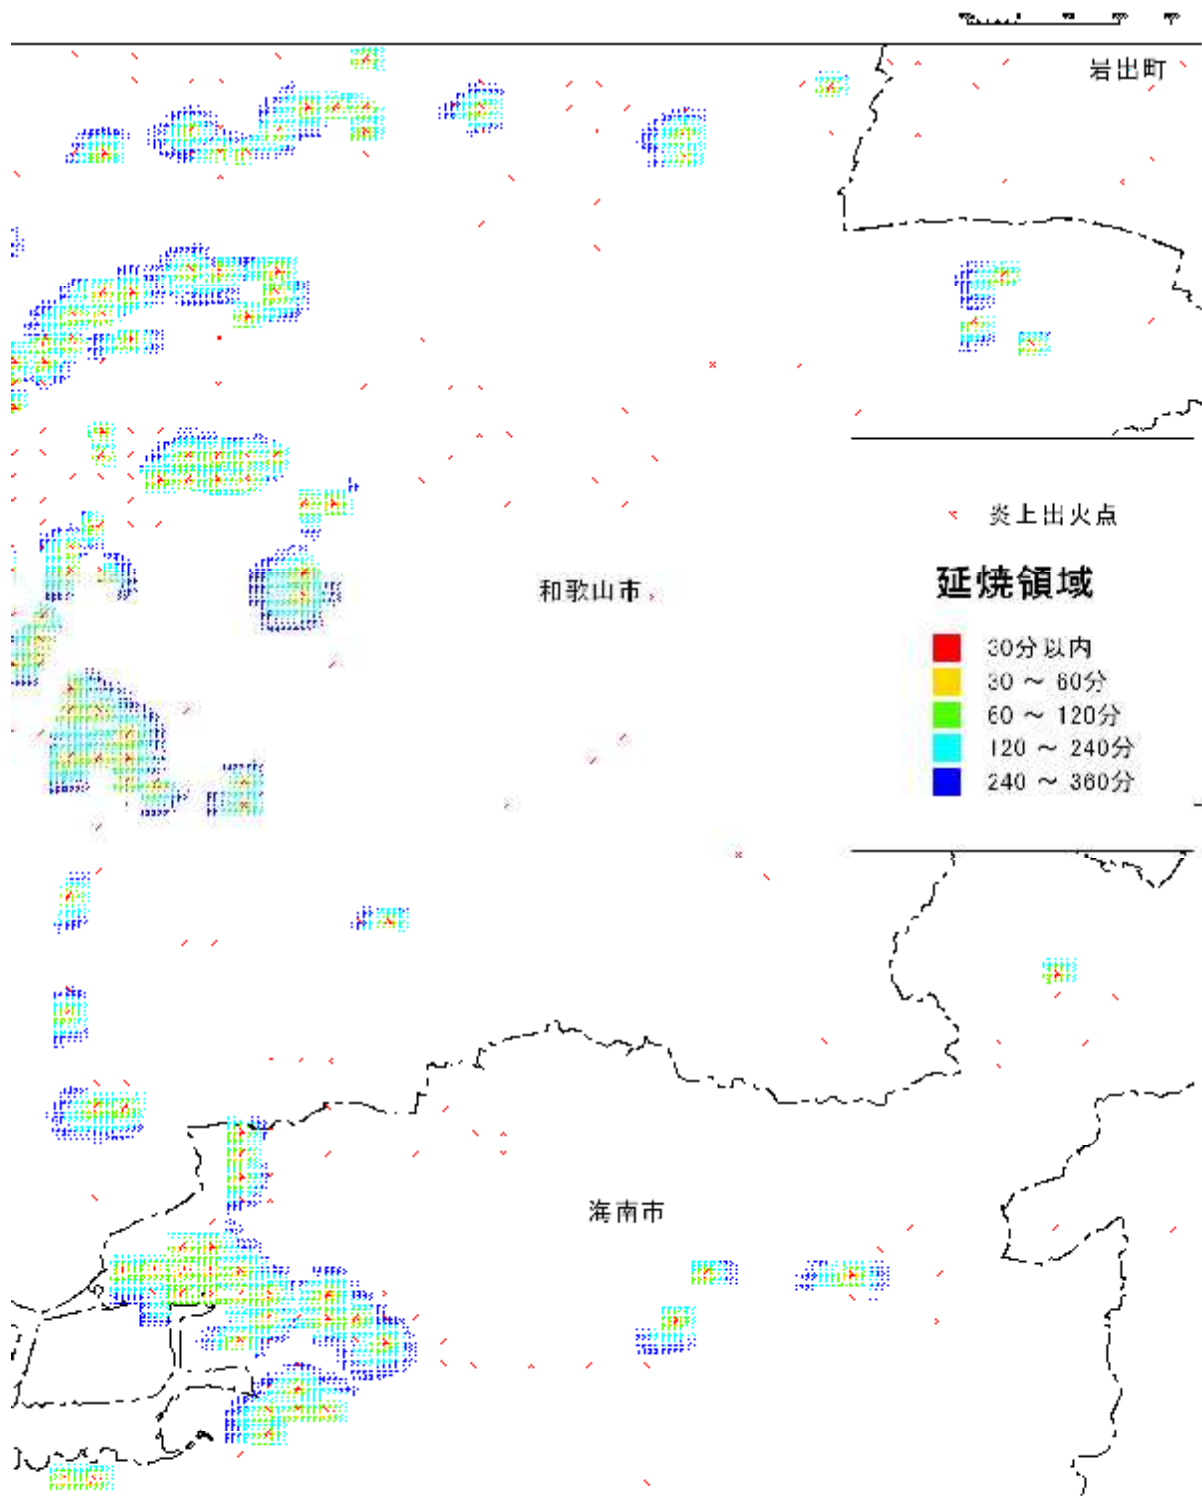 岩出町
炎上出火点
和歌山市
延焼領域
30分以内
30 ～ 60分
60 ～ 120分
120 ～ 240分
240 ～ 360分
海南市